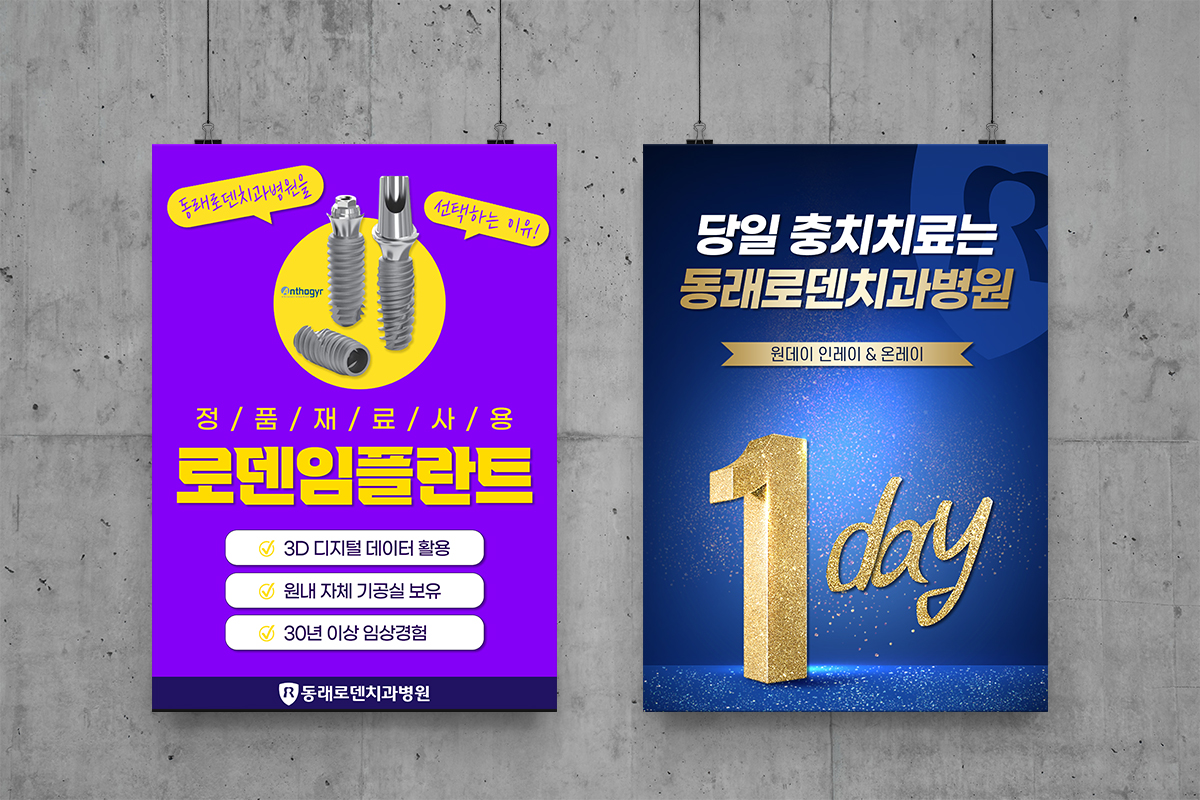 동래로덴치과병원을
선택하는 이유!
Anthogyr
정/품/재/료/사/용
로덴임플란트
3D 디지털 데이터 활용
원내 자체 기공실 보유
30년 이상 임상경험
동래로덴치과병원
당일 충치치료는
동래로덴치과병원
원데이 인레이 & 온레이
1 day